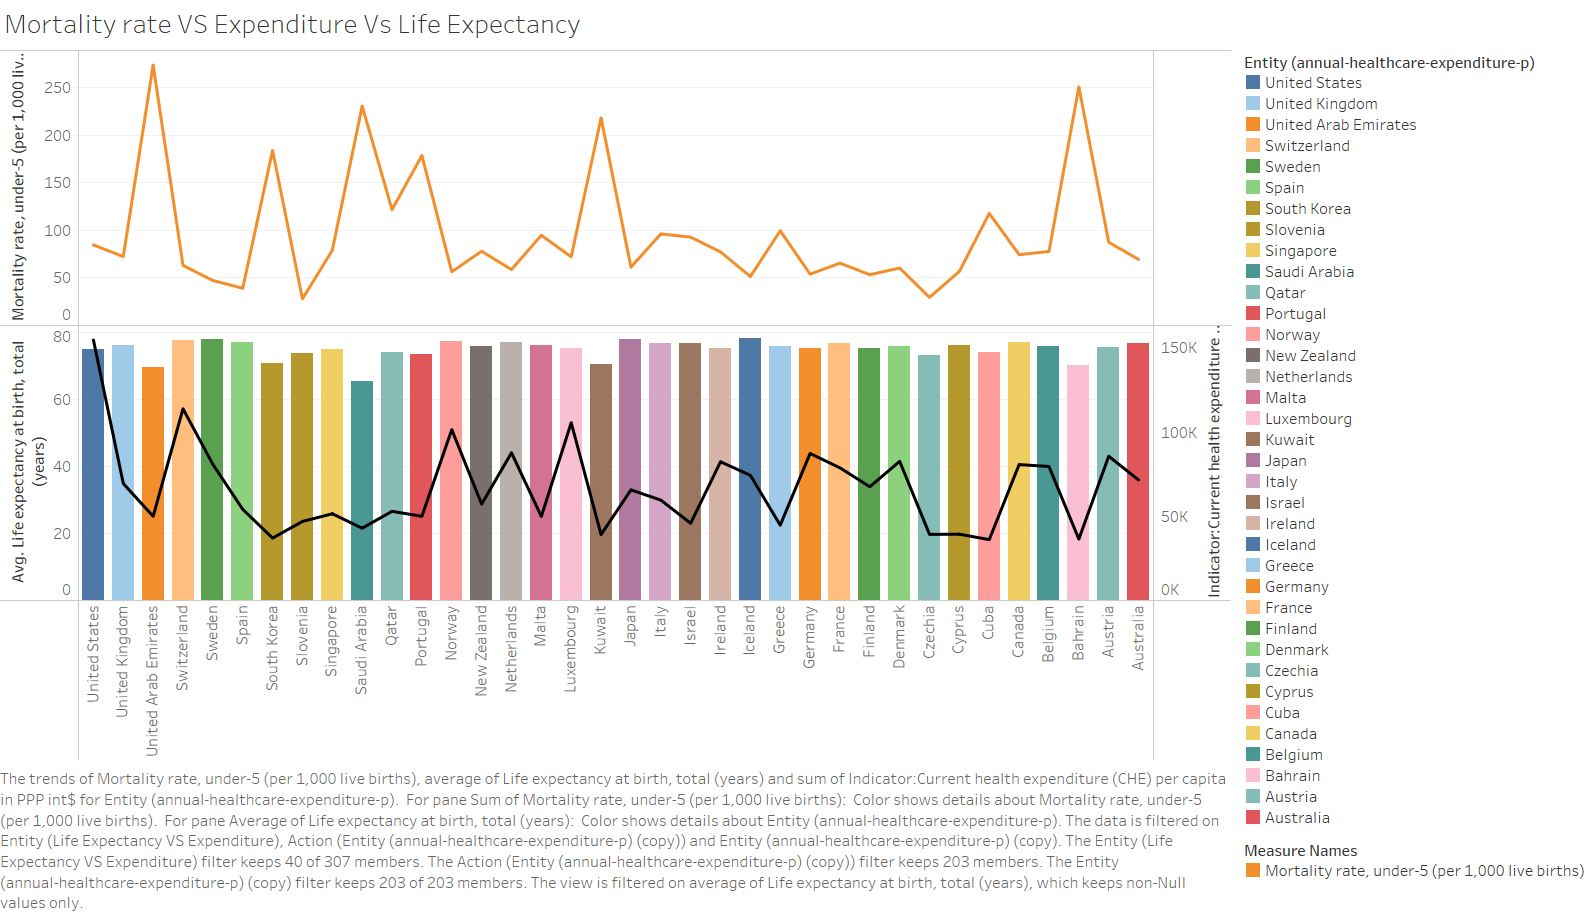 Mortality rate VS Expenditure Vs Life Expectancy
Mortality rate, under-5 (per 1,000 liv..
250
200
150
100
50
0
Avg. Life expectancy at birth, total
(years)
80
60
40
20
0
150K
100K
50K
0K
Indicator:Current health expenditure ..
United States
United Kingdom
United Arab Emirates
Switzerland
Sweden
Spain
South Korea
Slovenia
Singapore
Saudi Arabia
Qatar
Portugal
Norway
New Zealand
Netherlands
Malta
Luxembourg
Kuwait
Japan
Italy
Israel
Ireland
Iceland
Greece
Germany
France
Finland
Denmark
Czechia
Cyprus
Cuba
Canada
Belgium
Bahrain
Austria
Australia
The trends of Mortality rate, under-5 (per 1,000 live births), average of Life expectancy at birth, total (years) and sum of Indicator:Current health expenditure (CHE) per capita
in PPP int$ for Entity (annual-healthcare-expenditure-p).  For pane Sum of Mortality rate, under-5 (per 1,000 live births):  Color shows details about Mortality rate, under-5
(per 1,000 live births).  For pane Average of Life expectancy at birth, total (years):  Color shows details about Entity (annual-healthcare-expenditure-p). The data is filtered on
Entity (Life Expectancy VS Expenditure), Action (Entity (annual-healthcare-expenditure-p) (copy)) and Entity (annual-healthcare-expenditure-p) (copy). The Entity (Life
Expectancy VS Expenditure) filter keeps 40 of 307 members. The Action (Entity (annual-healthcare-expenditure-p) (copy)) filter keeps 203 members. The Entity
(annual-healthcare-expenditure-p) (copy) filter keeps 203 of 203 members. The view is filtered on average of Life expectancy at birth, total (years), which keeps non-Null
values only.
Entity (annual-healthcare-expenditure-p)
United States
United Kingdom
United Arab Emirates
Switzerland
Sweden
Spain
South Korea
Slovenia
Singapore
Saudi Arabia
Qatar
Portugal
Norway
New Zealand
Netherlands
Malta
Luxembourg
Kuwait
Japan
Italy
Israel
Ireland
Iceland
Greece
Germany
France
Finland
Denmark
Czechia
Cyprus
Cuba
Canada
Belgium
Bahrain
Austria
Australia
Measure Names
Mortality rate, under-5 (per 1,000 live births)